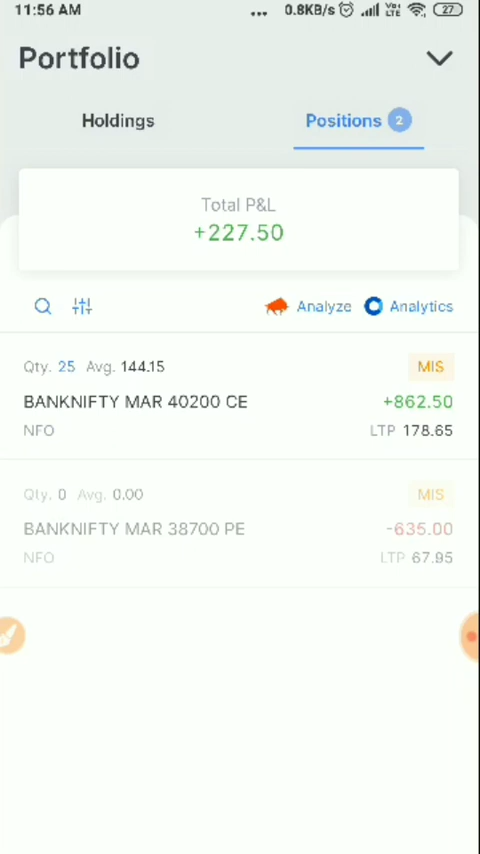 11:56 AM ... 0.8KB/s Vo) LTE 27
Portfolio
Holdings Positions 2
Total P&L
+227.50
Analyze Analytics
Qty. 25 Avg. 144.15 MIS
BANKNIFTY MAR 40200 CE +862.50
NFO LTP 178.65
Qty. 0 Avg. 0.00 MIS
BANKNIFTY MAR 38700 PE -635.00
NFO LTP 67.95